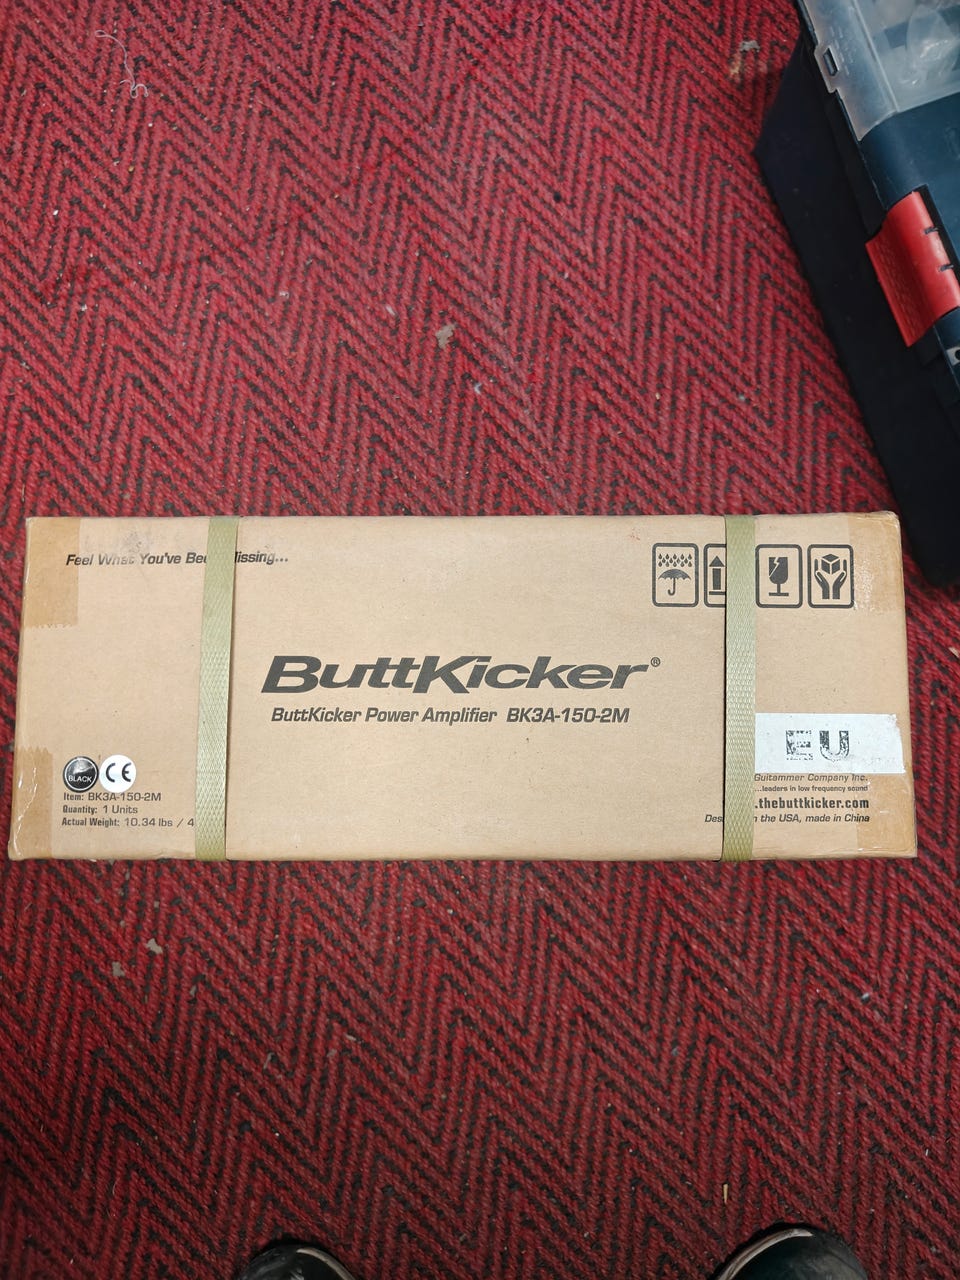 Feel What You've Been Missing...
ButtKicker®
ButtKicker Power Amplifier BK3A-150-2M
EU
BLACK
CE
Item: BK3A-150-2M
Quantity: 1 Units
Actual Weight: 10.34 lbs / 4
Guitammer Company Inc.
...leaders in low frequency sound
.thebuttkicker.com
in the USA, made in China